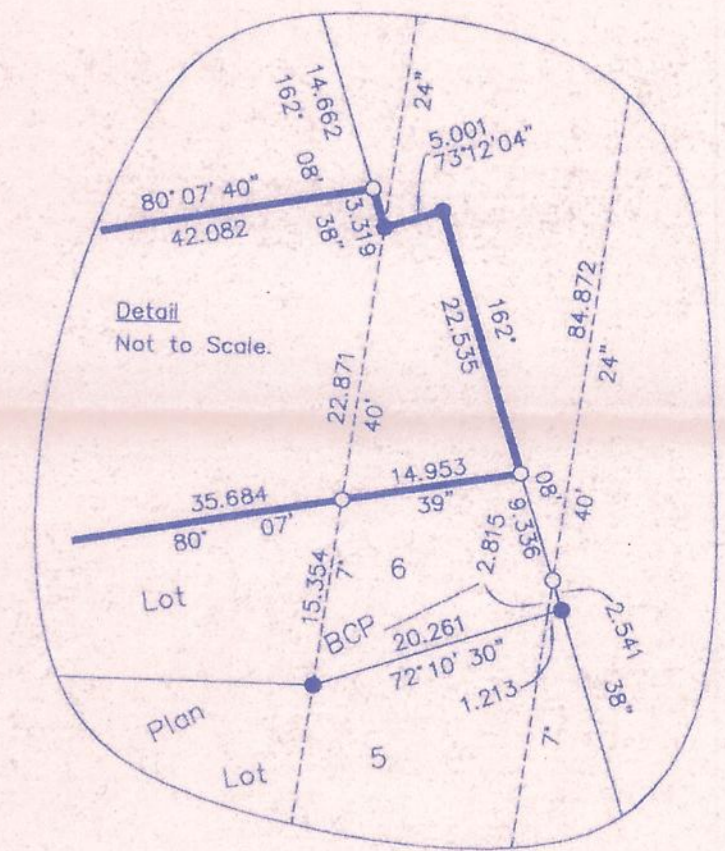 24"
14.662
162° 08' 38"
5.001
73°12'04"
80° 07' 40"
42.082
3.319
Detail
Not to Scale.
22.535
162° 08' 38"
84.872
24"
22.871
40'
14.953
35.684
80° 07' 39"
9.336
40'
2.815
Lot 6
15.354
7°
BCP
20.261
72° 10' 30"
2.541
1.213
Plan
7°
Lot 5